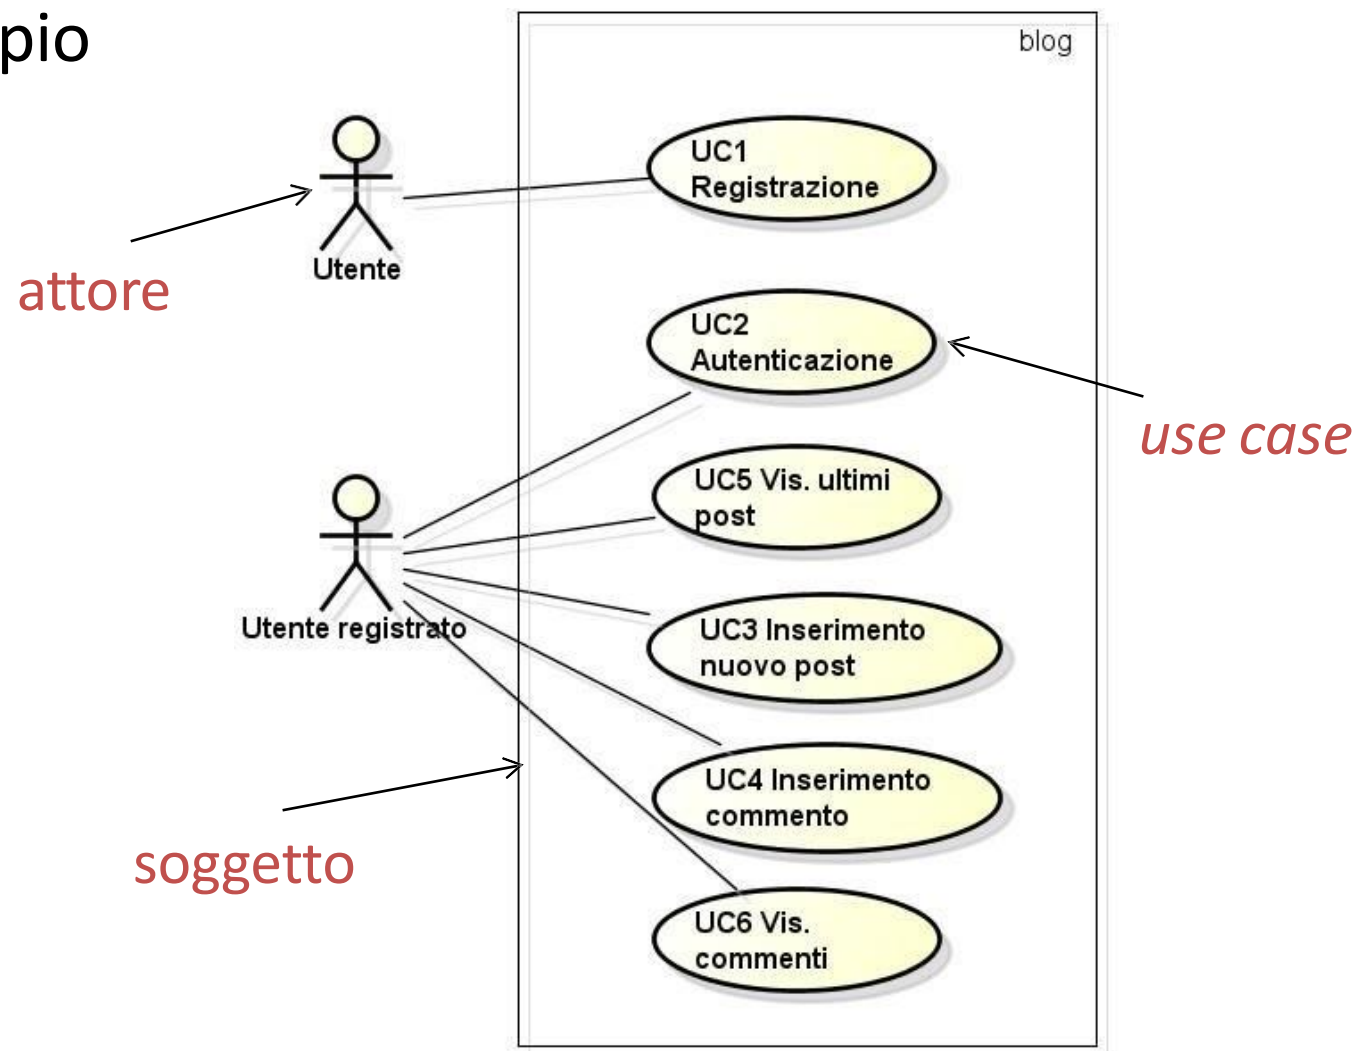 pio
blog
UC1
Registrazione
Utente
attore
UC2
Autenticazione
use case
UC5 Vis. ultimi
post
Utente registrato
UC3 Inserimento
nuovo post
UC4 Inserimento
commento
soggetto
UC6 Vis.
commenti